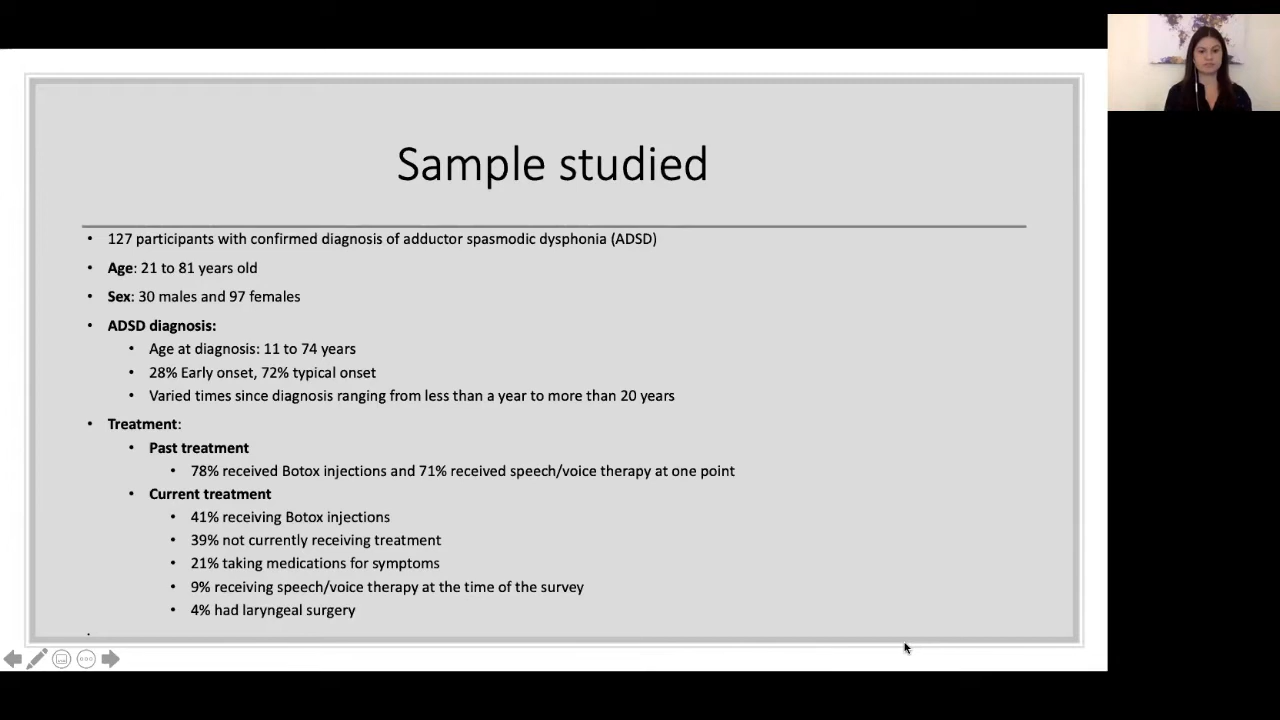 Sample studied
• 127 participants with confirmed diagnosis of adductor spasmodic dysphonia (ADSD)
• Age: 21 to 81 years old
• Sex: 30 males and 97 females
• ADSD diagnosis:
• Age at diagnosis: 11 to 74 years
• 28% Early onset, 72% typical onset
• Varied times since diagnosis ranging from less than a year to more than 20 years
• Treatment:
• Past treatment
• 78% received Botox injections and 71% received speech/voice therapy at one point
• Current treatment
• 41% receiving Botox injections
• 39% not currently receiving treatment
• 21% taking medications for symptoms
• 9% receiving speech/voice therapy at the time of the survey
• 4% had laryngeal surgery
.